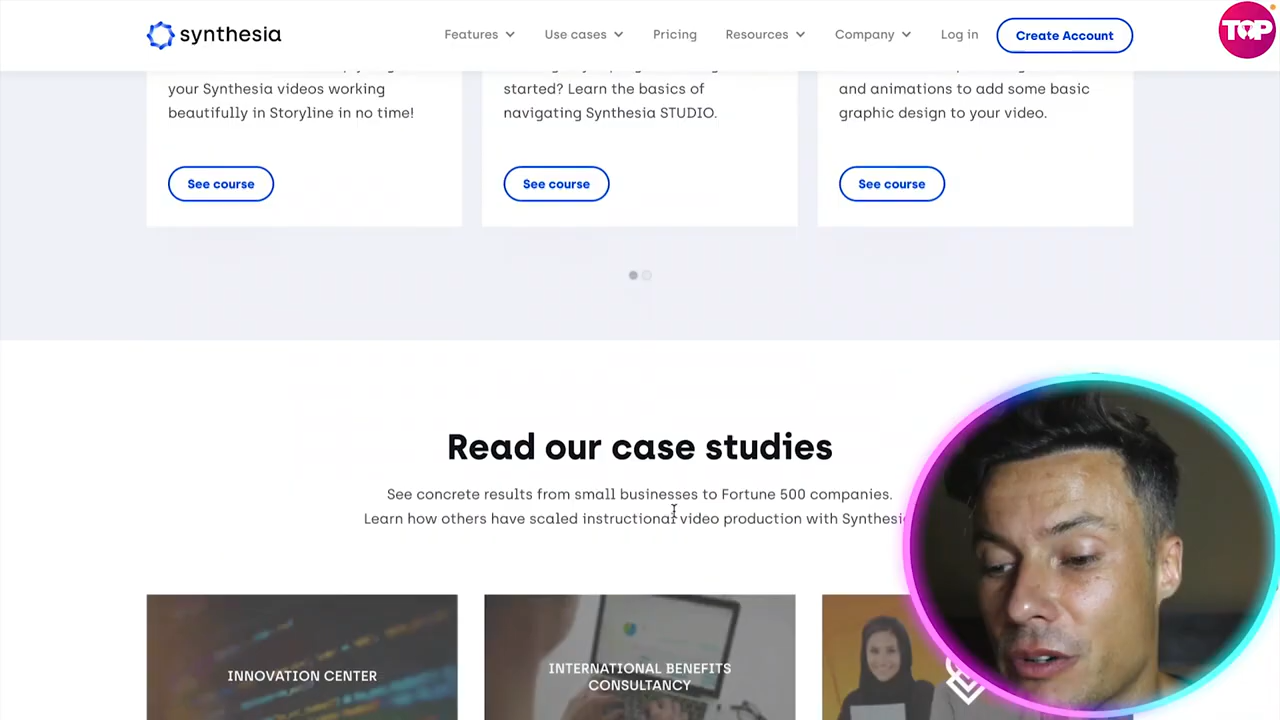 synthesia
Features
Use cases
Pricing
Resources
Company
Log in
Create Account
TOP
your Synthesia videos working
beautifully in Storyline in no time!
started? Learn the basics of
navigating Synthesia STUDIO.
and animations to add some basic
graphic design to your video.
See course
See course
See course
Read our case studies
See concrete results from small businesses to Fortune 500 companies.
Learn how others have scaled instructional video production with
INNOVATION CENTER
INTERNATIONAL BENEFITS
CONSULTANCY